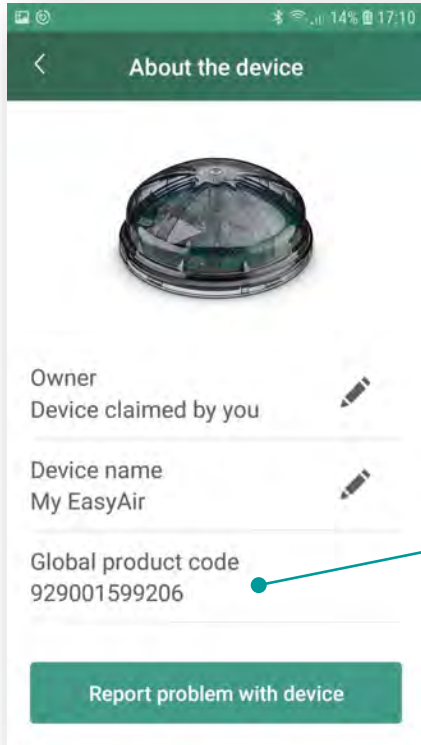 14% 17:10
About the device
Owner
Device claimed by you
Device name
My EasyAir
Global product code
929001599206
Report problem with device